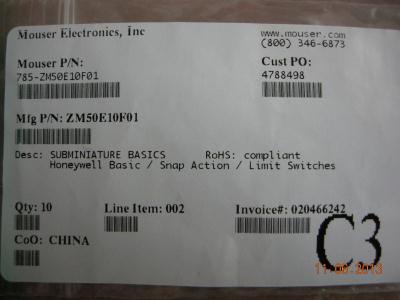 Mouser Electronics, Inc www.mouser.com
(800) 346-6873
Mouser P/N: Cust PO:
785-ZM50E10F01 4788498
Mfg P/N: ZM50E10F01
Desc: SUBMINIATURE BASICS RoHS: compliant
Honeywell Basic / Snap Action / Limit Switches
Qty: 10 Line Item: 002 Invoice#: 020466242
CoO: CHINA C3